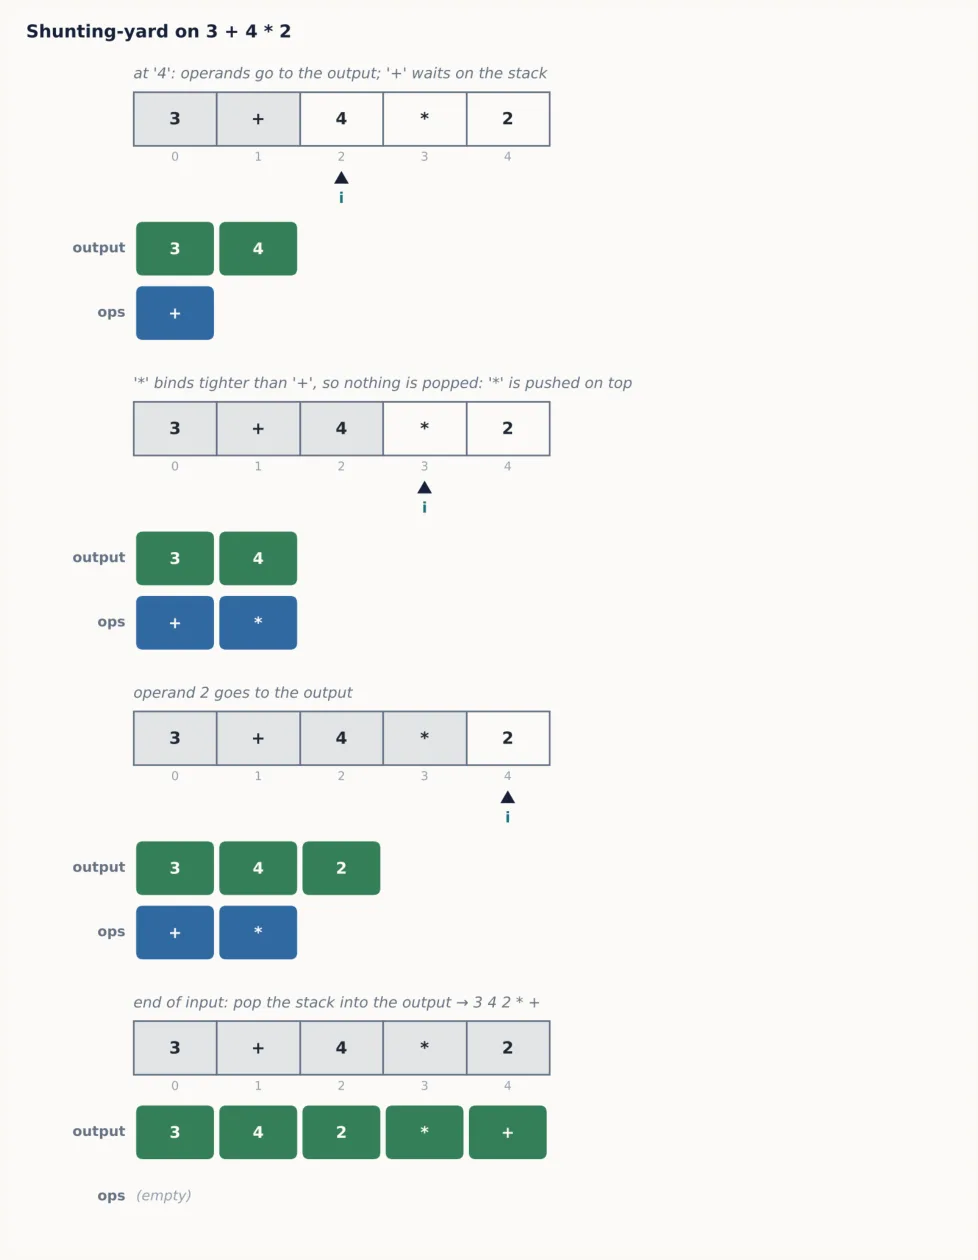 Shunting-yard on 3 + 4 * 2
at '4': operands go to the output; '+' waits on the stack
3 + 4 * 2
0 1 2 3 4
i
output 3 4
ops +
'*' binds tighter than '+', so nothing is popped: '*' is pushed on top
3 + 4 * 2
0 1 2 3 4
i
output 3 4
ops + *
operand 2 goes to the output
3 + 4 * 2
0 1 2 3 4
i
output 3 4 2
ops + *
end of input: pop the stack into the output → 3 4 2 * +
3 + 4 * 2
0 1 2 3 4
output 3 4 2 * +
ops (empty)